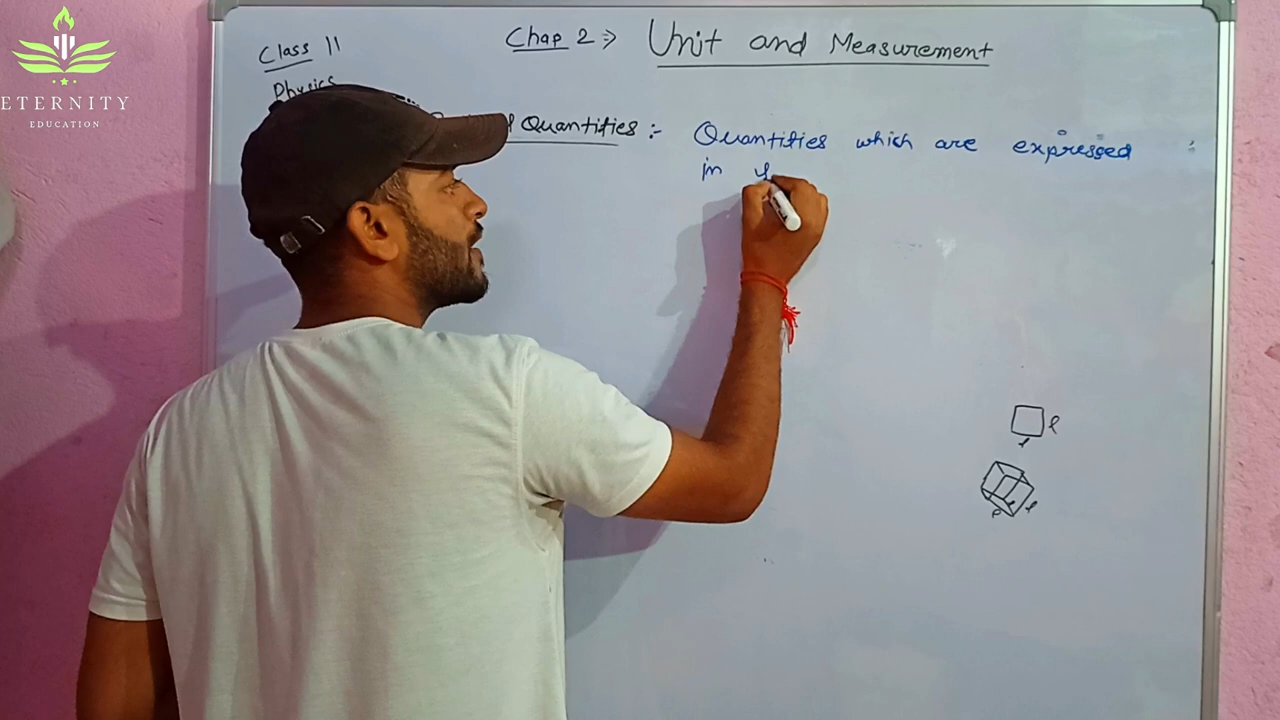 ETERNITY
EDUCATION
Class 11
Physics
Chap 2 ⇒ Unit and Measurement
Quantities :- Quantities which are expressed
in
l
l
l
l
l